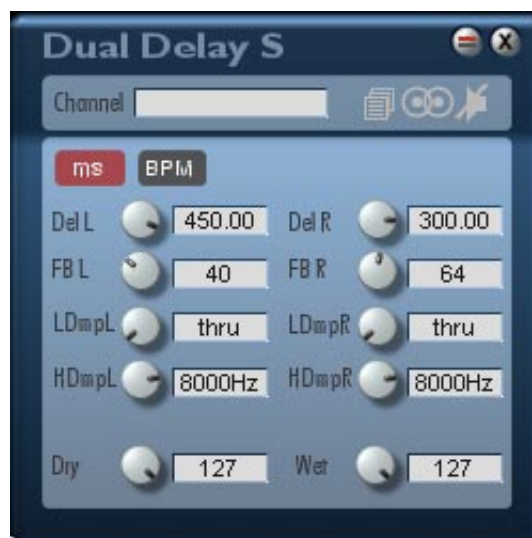 Dual Delay S
Channel
ms BPM
Del L 450.00 Del R 300.00
FB L 40 FB R 64
LDmpL thru LDmpR thru
HDmpL 8000Hz HDmpR 8000Hz
Dry 127 Wet 127